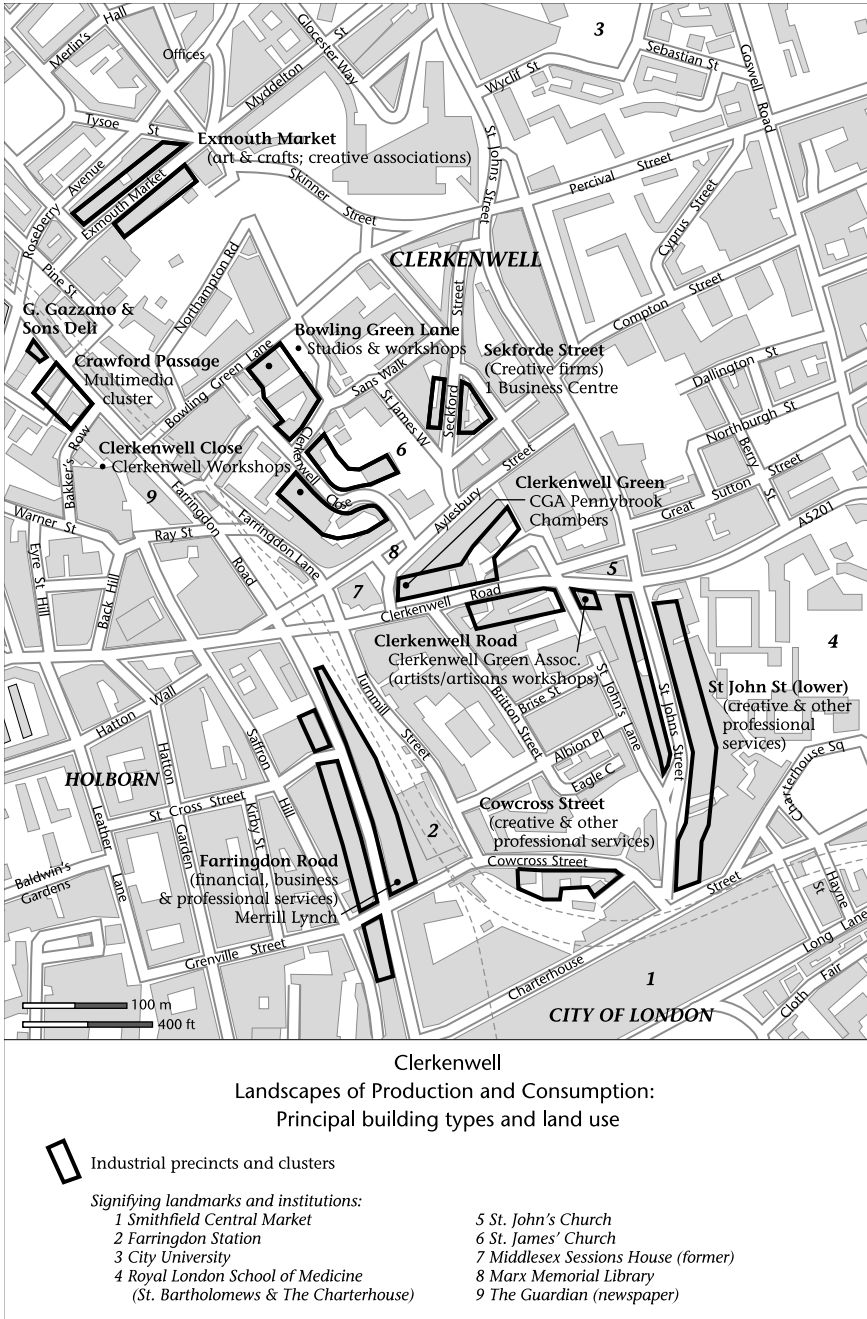 Merlin's Hall
Offices
Glocester Way
St
Myddelton
3
Sebastian St
Wyclif St
Goswell Road
Tysoe St
Exmouth Market
(art & crafts; creative associations)
St Johns Street
Roseberry Avenue
Exmouth Market
Skinner Street
Percival Street
Cyprus Street
Pine St
Northampton Rd
CLERKENWELL
Compton Street
G. Gazzano &
Sons Deli
Bowling Green Lane
• Studios & workshops
Street
Sekforde Street
(Creative firms)
1 Business Centre
Crawford Passage
Multimedia
cluster
Bowling Green Lane
Sans Walk
St James W
Seckford
Dallington St
Northburgh St
Berry St
Clerkenwell Close
• Clerkenwell Workshops
Clerkenwell Close
6
Bakker's Row
9
Farringdon Road
Aylesbury Street
Clerkenwell Green
CGA Pennybrook
Chambers
Great Sutton Street
A5201
Warner St
Ray St
Farringdon Lane
8
Eyre St Hill
Back Hill
7
5
Clerkenwell Road
Clerkenwell Road
Clerkenwell Green Assoc.
(artists/artisans workshops)
4
St John St (lower)
(creative & other
professional
services)
Turnmill Street
Britton Street
Brise St
St John's Lane
St Johns Street
Albion Pl
Eagle C
Charterhouse Sq
Hatton Wall
Hatton Garden
Saffron Hill
HOLBORN
St Cross Street
Kirby St
Leather Lane
Cowcross Street
(creative & other
professional services)
2
Cowcross Street
Baldwin's
Gardens
Farringdon Road
(financial, business
& professional services)
Merrill Lynch
Grenville Street
Charterhouse Street
Hayne St
Long Lane
Cloth Fair
1
CITY OF LONDON
100 m
400 ft
Clerkenwell
Landscapes of Production and Consumption:
Principal building types and land use
Industrial precincts and clusters
Signifying landmarks and institutions:
1 Smithfield Central Market
2 Farringdon Station
3 City University
4 Royal London School of Medicine
(St. Bartholomews & The Charterhouse)
5 St. John's Church
6 St. James' Church
7 Middlesex Sessions House (former)
8 Marx Memorial Library
9 The Guardian (newspaper)